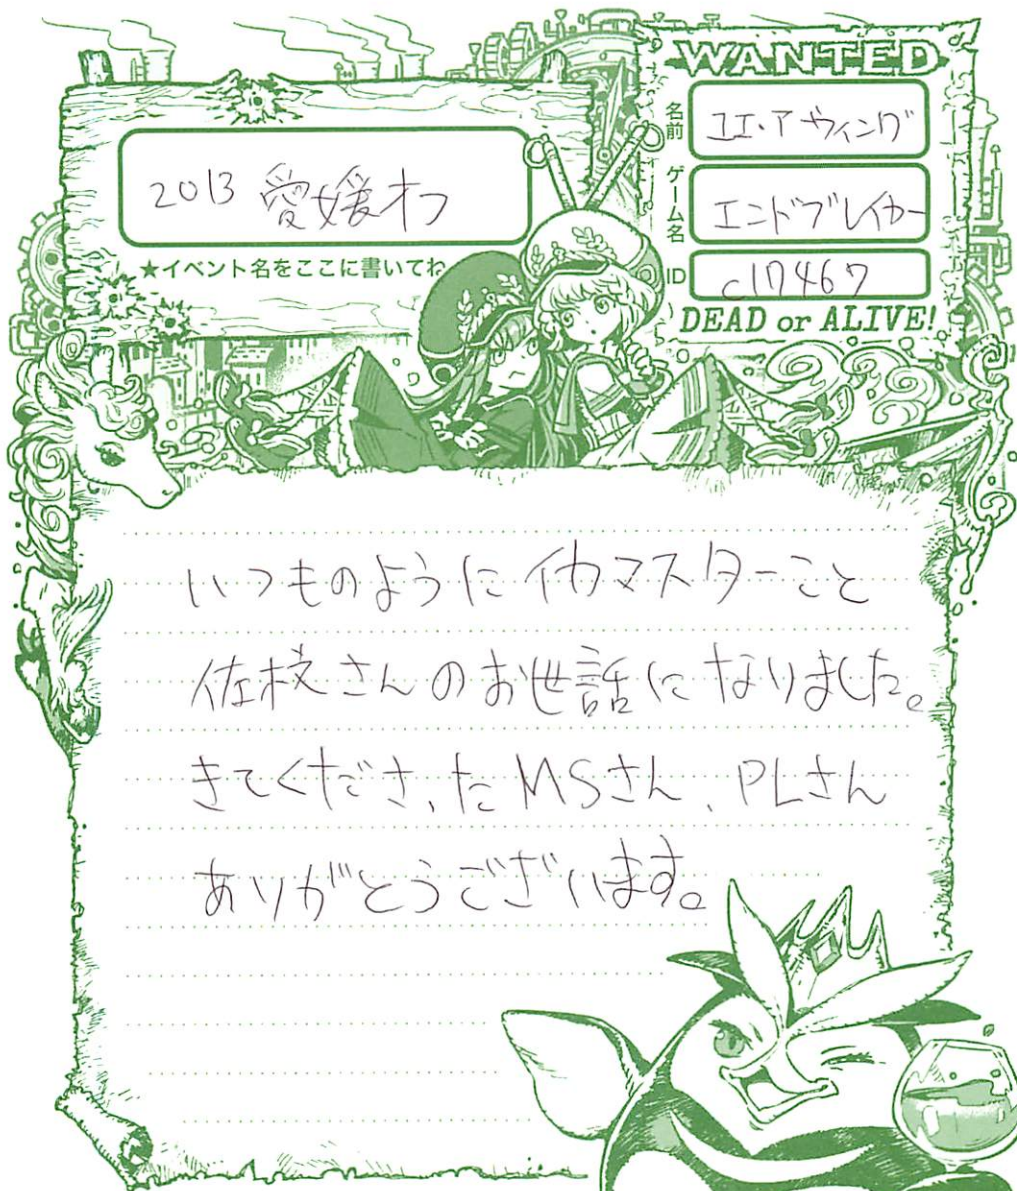 2013 愛媛オフ
★イベント名をここに書いてね
WANTED
名前 ユエ・アウィング
ゲーム名 エンドブレイカー
ID c17467
DEAD or ALIVE!
いつものようにイカマスターこと
佐枝さんのお世話になりました。
きてくださった MSさん、PLさん
ありがとうございます。